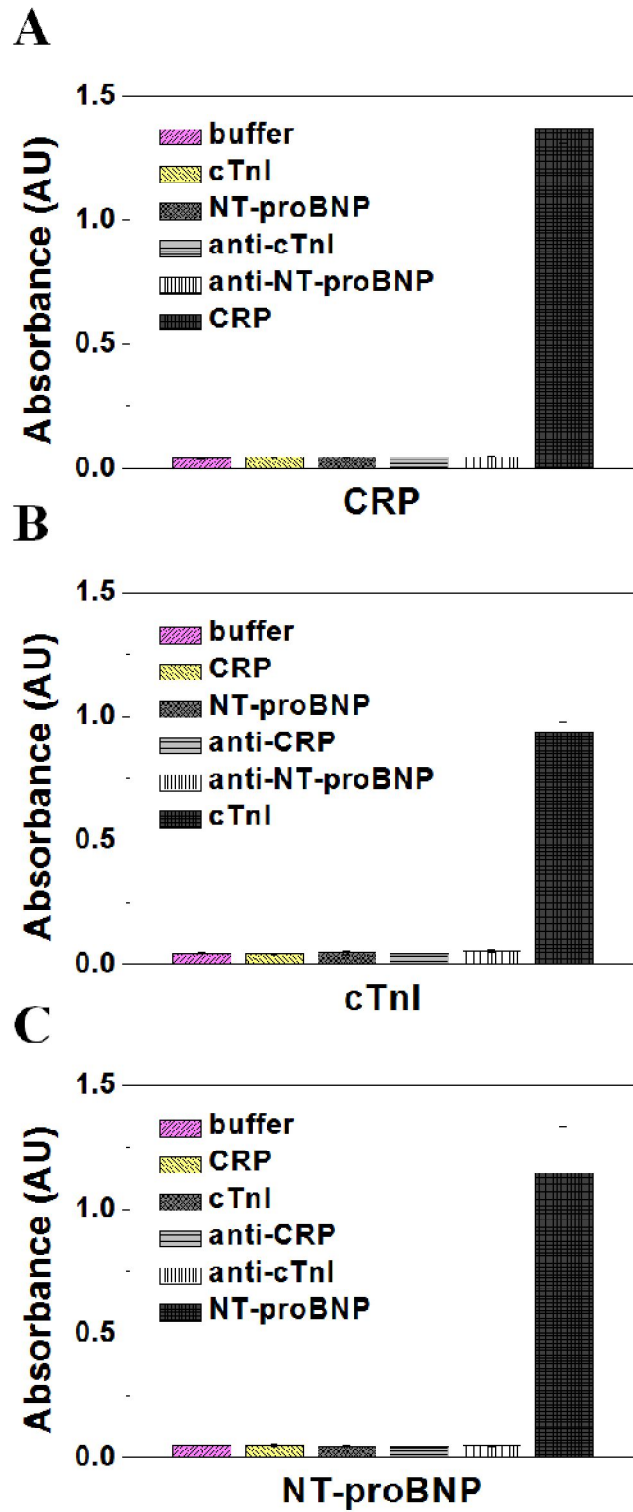 A
Absorbance (AU)
1.5
1.0
0.5
0.0
buffer
cTnI
NT-proBNP
anti-cTnI
anti-NT-proBNP
CRP
CRP
B
Absorbance (AU)
1.5
1.0
0.5
0.0
buffer
CRP
NT-proBNP
anti-CRP
anti-NT-proBNP
cTnI
cTnI
C
Absorbance (AU)
1.5
1.0
0.5
0.0
buffer
CRP
cTnI
anti-CRP
anti-cTnI
NT-proBNP
NT-proBNP